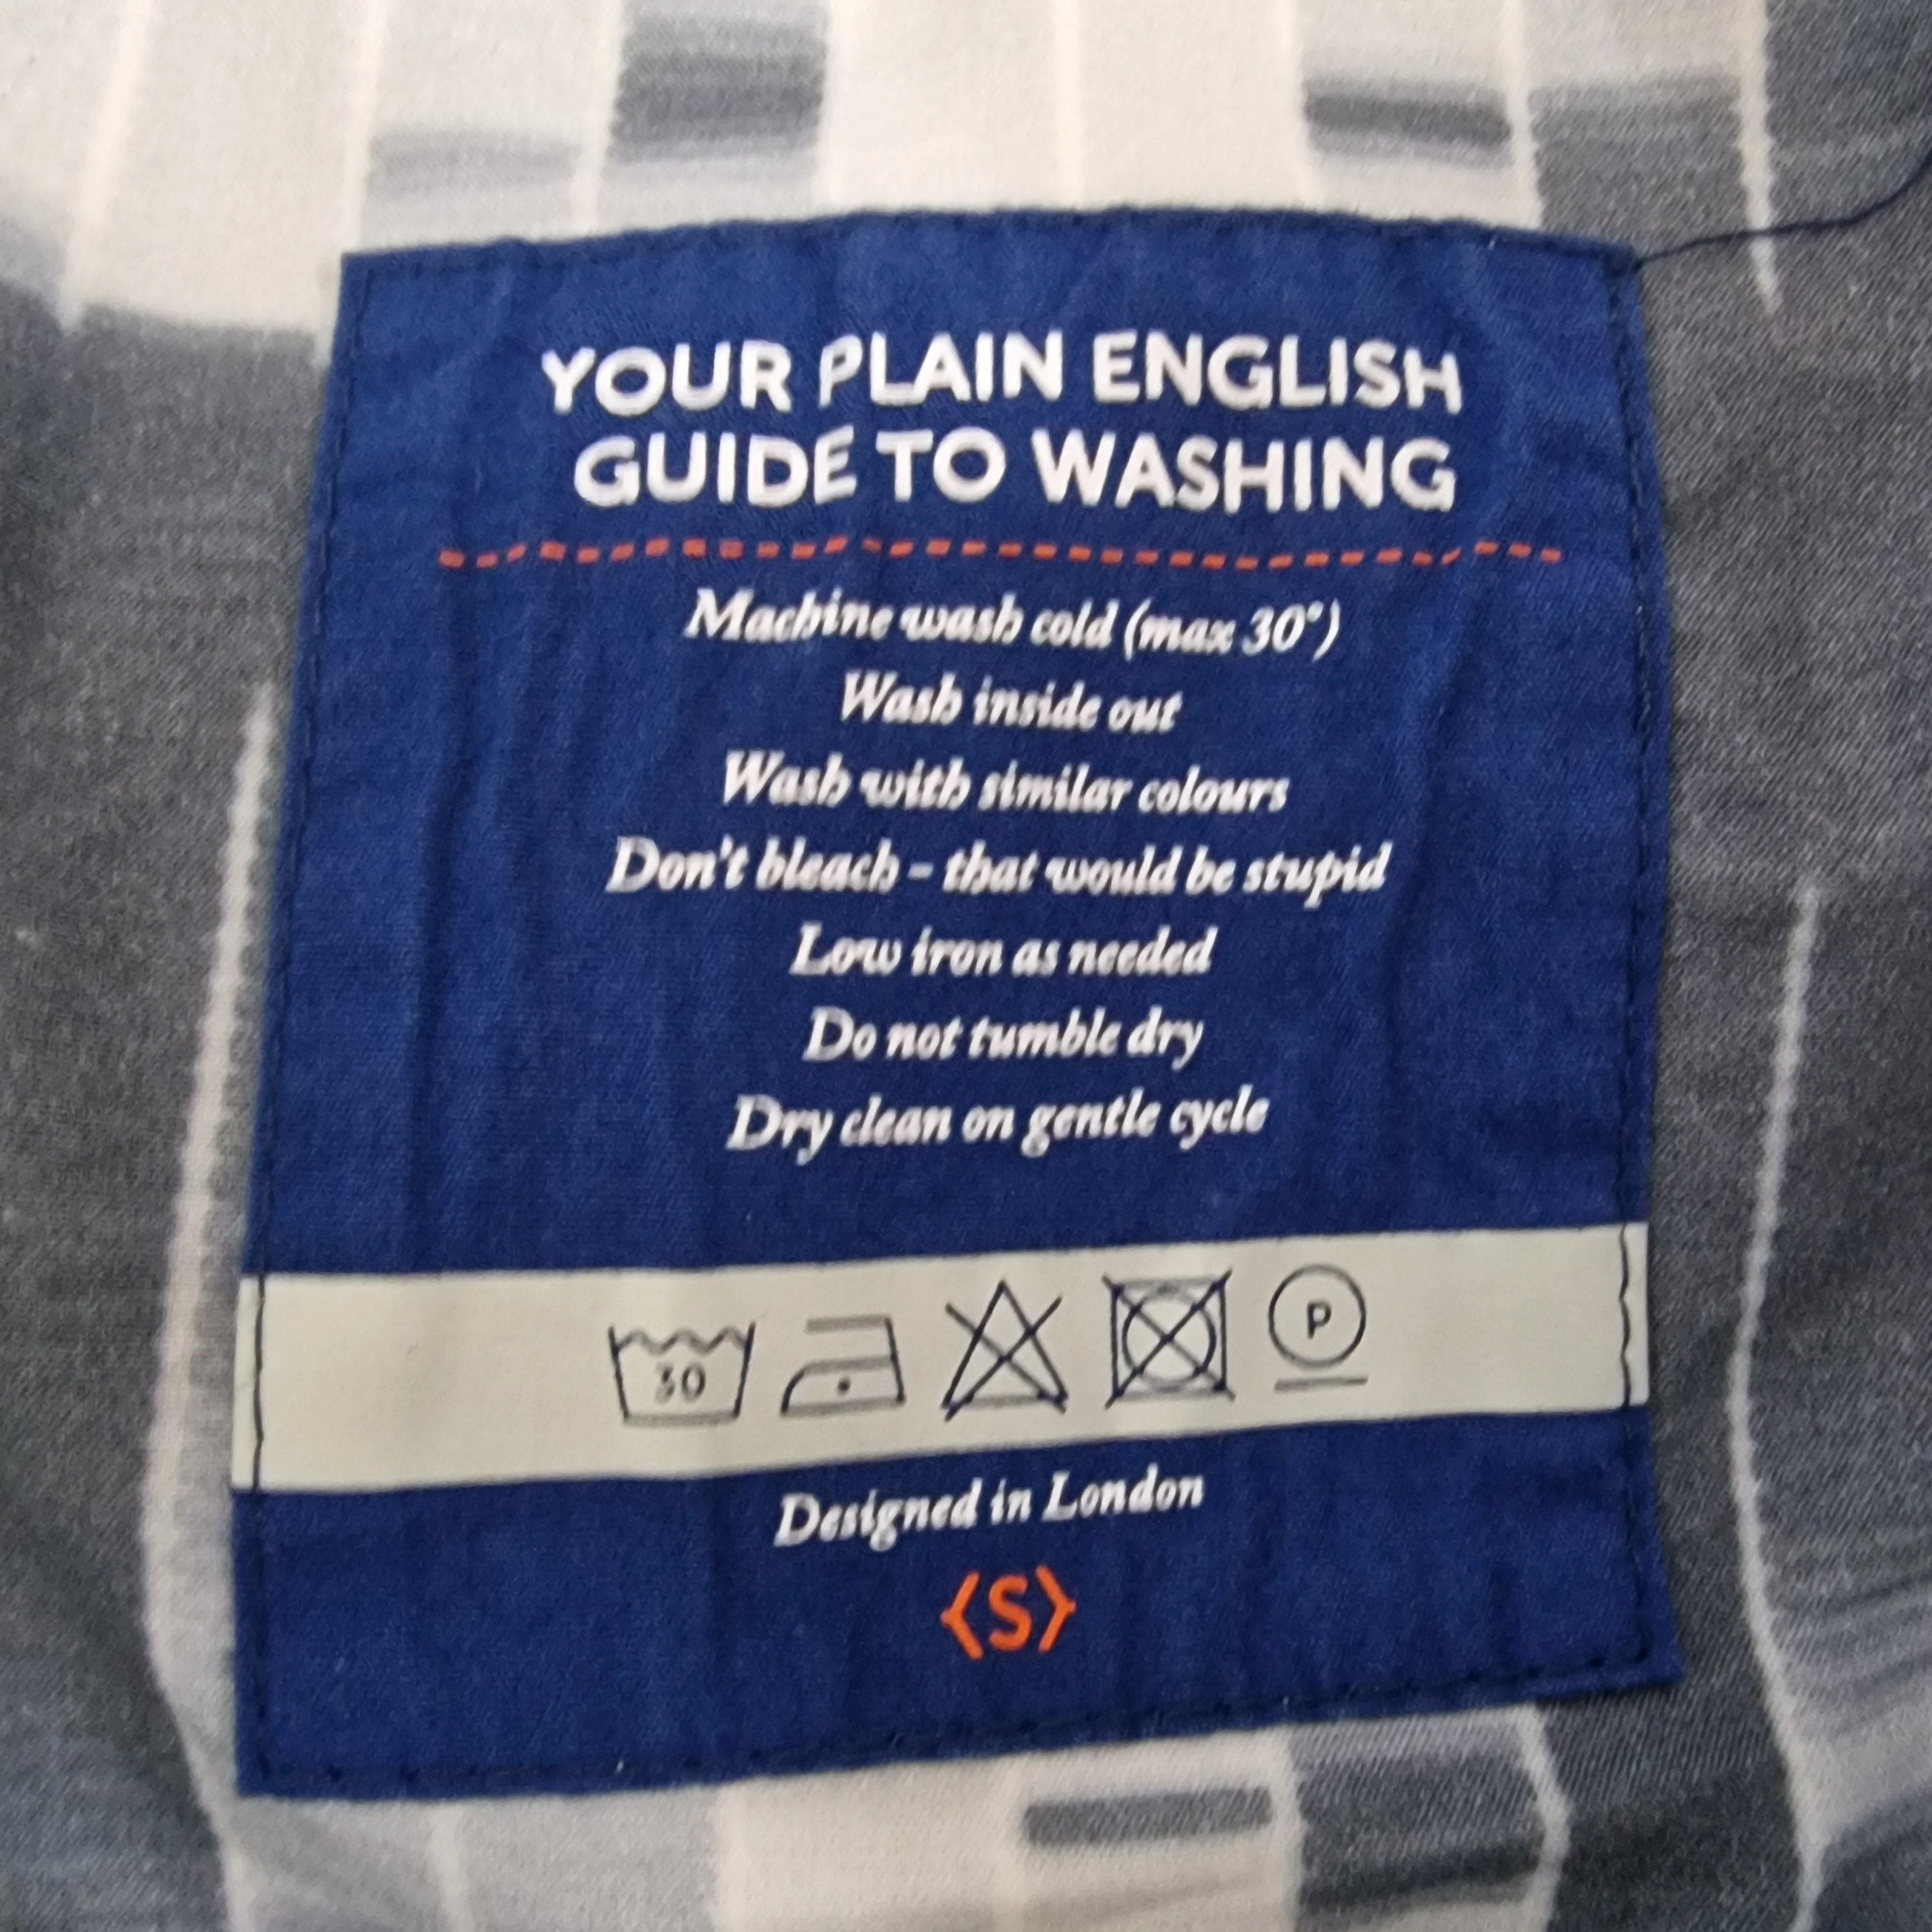 YOUR PLAIN ENGLISH
GUIDE TO WASHING
Machine wash cold (max 30°)
Wash inside out
Wash with similar colours
Don't bleach - that would be stupid
Low iron as needed
Do not tumble dry
Dry clean on gentle cycle
30 P
Designed in London
{S}